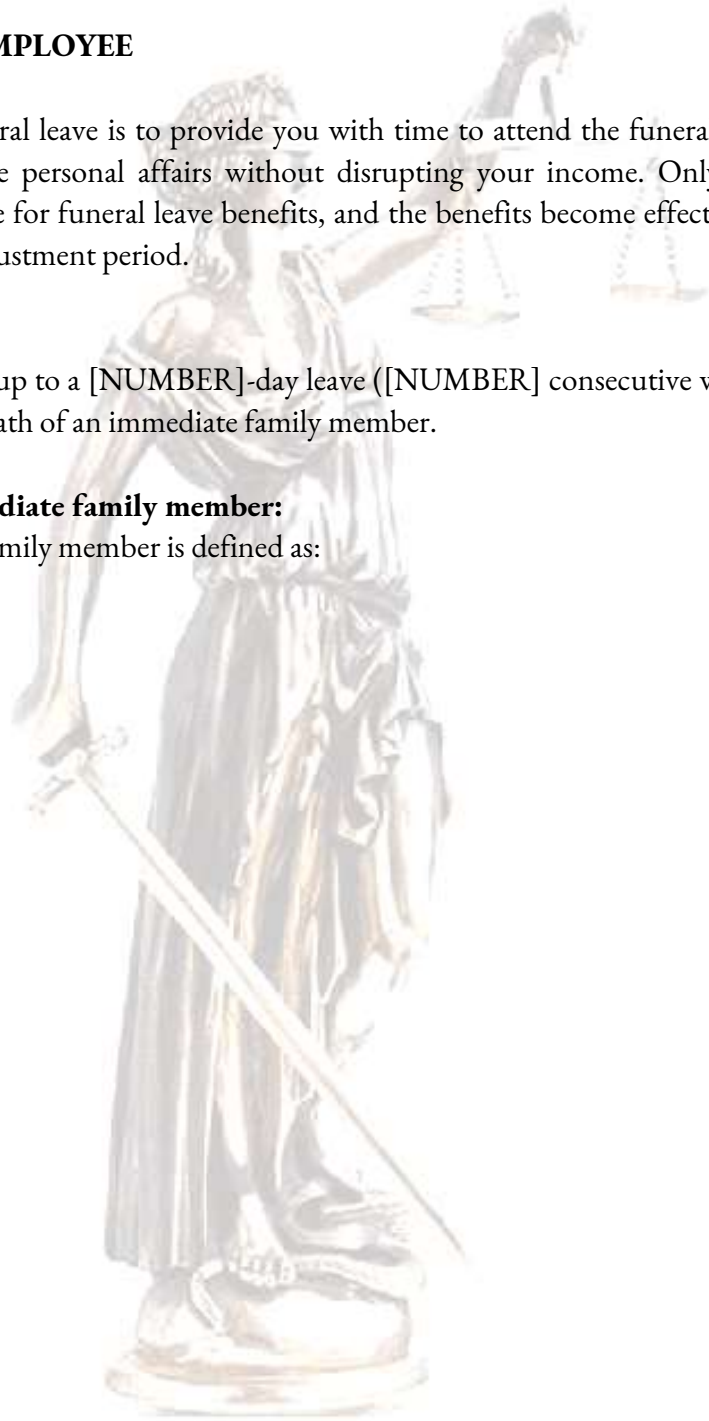 MPLOYEE
ral leave is to provide you with time to attend the funera
e personal affairs without disrupting your income. Only
e for funeral leave benefits, and the benefits become effect
ustment period.
up to a [NUMBER]-day leave ([NUMBER] consecutive w
ath of an immediate family member.
diate family member:
mily member is defined as: